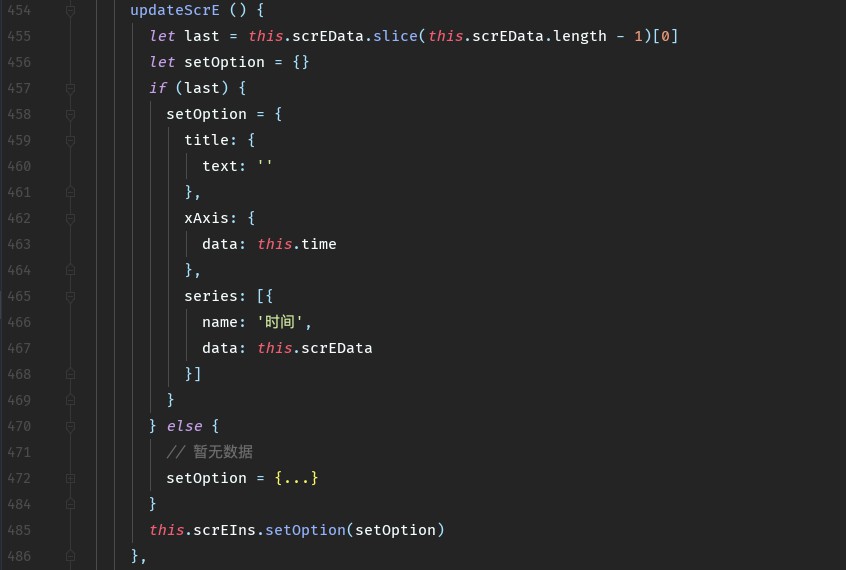 454 updateScrE () {
455 let last = this.scrEData.slice(this.scrEData.length - 1)[0]
456 let setOption = {}
457 if (last) {
458 setOption = {
459 title: {
460 text: ''
461 },
462 xAxis: {
463 data: this.time
464 },
465 series: [{
466 name: '时间',
467 data: this.scrEData
468 }]
469 }
470 } else {
471 // 暂无数据
472 setOption = {...}
484 }
485 this.scrEIns.setOption(setOption)
486 },